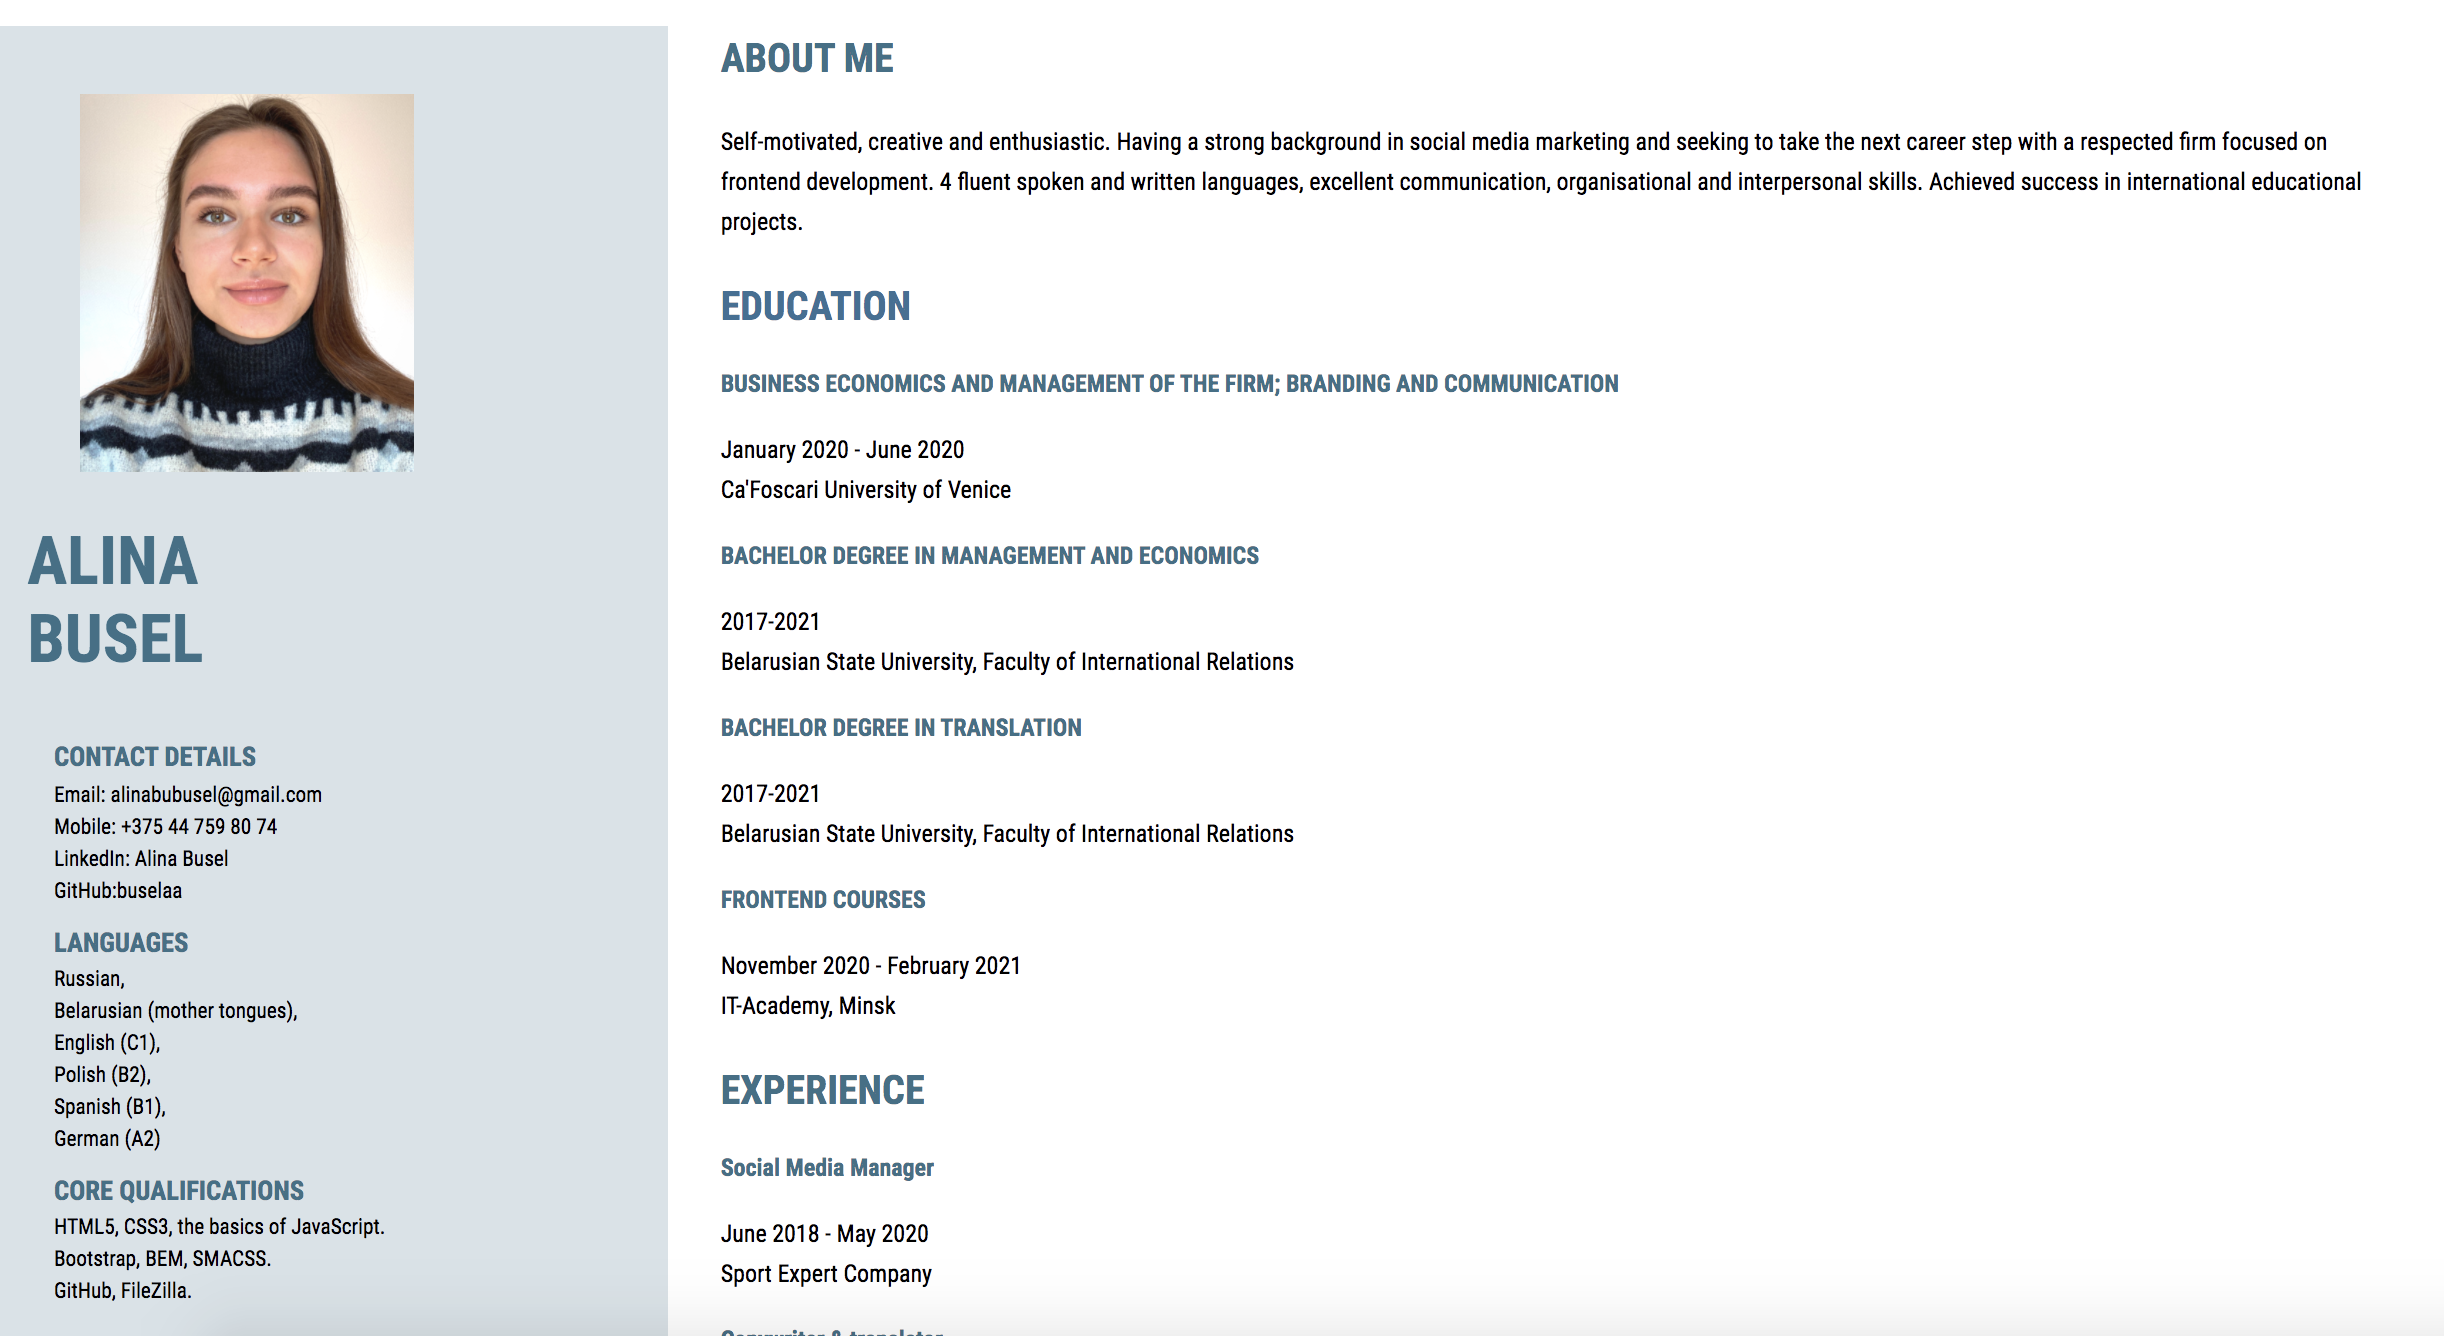 ALINA
BUSEL
CONTACT DETAILS
Email: alinabubusel@gmail.com
Mobile: +375 44 759 80 74
LinkedIn: Alina Busel
GitHub:buselaa
LANGUAGES
Russian,
Belarusian (mother tongues),
English (C1),
Polish (B2),
Spanish (B1),
German (A2)
CORE QUALIFICATIONS
HTML5, CSS3, the basics of JavaScript.
Bootstrap, BEM, SMACSS.
GitHub, FileZilla.
ABOUT ME
Self-motivated, creative and enthusiastic. Having a strong background in social media marketing and seeking to take the next career step with a respected firm focused on
frontend development. 4 fluent spoken and written languages, excellent communication, organisational and interpersonal skills. Achieved success in international educational
projects.
EDUCATION
BUSINESS ECONOMICS AND MANAGEMENT OF THE FIRM; BRANDING AND COMMUNICATION
January 2020 - June 2020
Ca'Foscari University of Venice
BACHELOR DEGREE IN MANAGEMENT AND ECONOMICS
2017-2021
Belarusian State University, Faculty of International Relations
BACHELOR DEGREE IN TRANSLATION
2017-2021
Belarusian State University, Faculty of International Relations
FRONTEND COURSES
November 2020 - February 2021
IT-Academy, Minsk
EXPERIENCE
Social Media Manager
June 2018 - May 2020
Sport Expert Company
Copywriter & translator